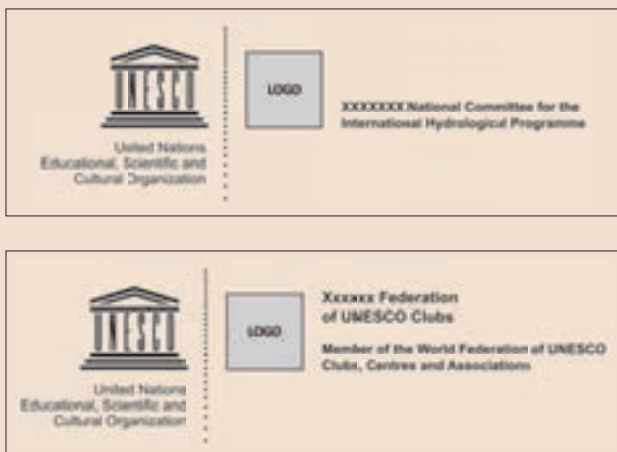 UNESCO
United Nations
Educational, Scientific and
Cultural Organization
LOGO
XXXXXXX National Committee for the
International Hydrological Programme
UNESCO
United Nations
Educational, Scientific and
Cultural Organization
LOGO
Xxxxxx Federation
of UNESCO Clubs
Member of the World Federation of UNESCO
Clubs, Centres and Associations